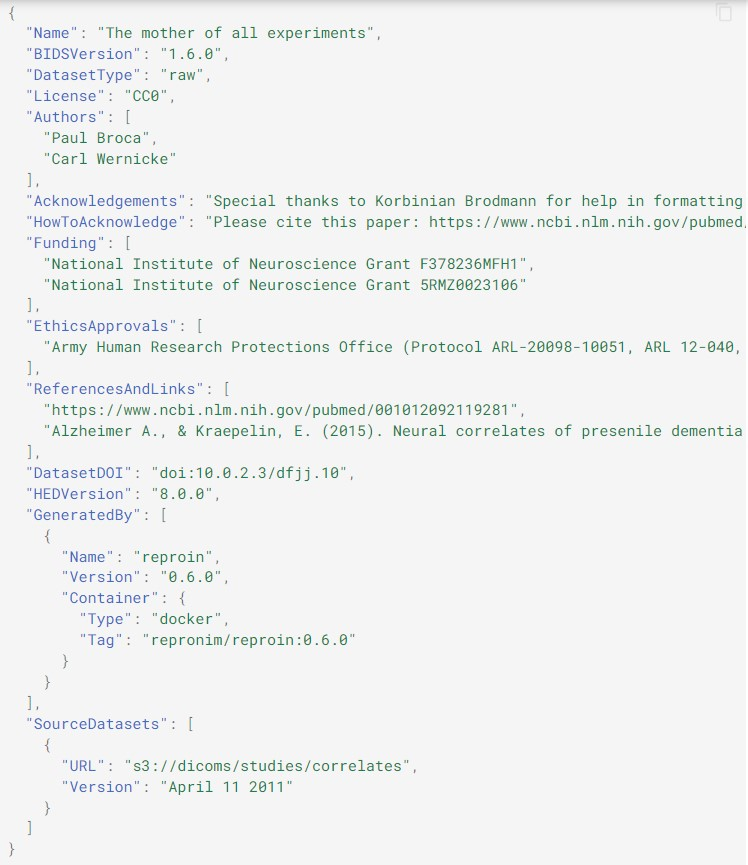 {
  "Name": "The mother of all experiments",
  "BIDSVersion": "1.6.0",
  "DatasetType": "raw",
  "License": "CC0",
  "Authors": [
    "Paul Broca",
    "Carl Wernicke"
  ],
  "Acknowledgements": "Special thanks to Korbinian Brodmann for help in formatting
  "HowToAcknowledge": "Please cite this paper: https://www.ncbi.nlm.nih.gov/pubmed
  "Funding": [
    "National Institute of Neuroscience Grant F378236MFH1",
    "National Institute of Neuroscience Grant 5RMZ0023106"
  ],
  "EthicsApprovals": [
    "Army Human Research Protections Office (Protocol ARL-20098-10051, ARL 12-040,
  ],
  "ReferencesAndLinks": [
    "https://www.ncbi.nlm.nih.gov/pubmed/001012092119281",
    "Alzheimer A., & Kraepelin, E. (2015). Neural correlates of presenile dementia
  ],
  "DatasetDOI": "doi:10.0.2.3/dfjj.10",
  "HEDVersion": "8.0.0",
  "GeneratedBy": [
    {
      "Name": "reproin",
      "Version": "0.6.0",
      "Container": {
        "Type": "docker",
        "Tag": "repronim/reproin:0.6.0"
      }
    }
  ],
  "SourceDatasets": [
    {
      "URL": "s3://dicoms/studies/correlates",
      "Version": "April 11 2011"
    }
  ]
}